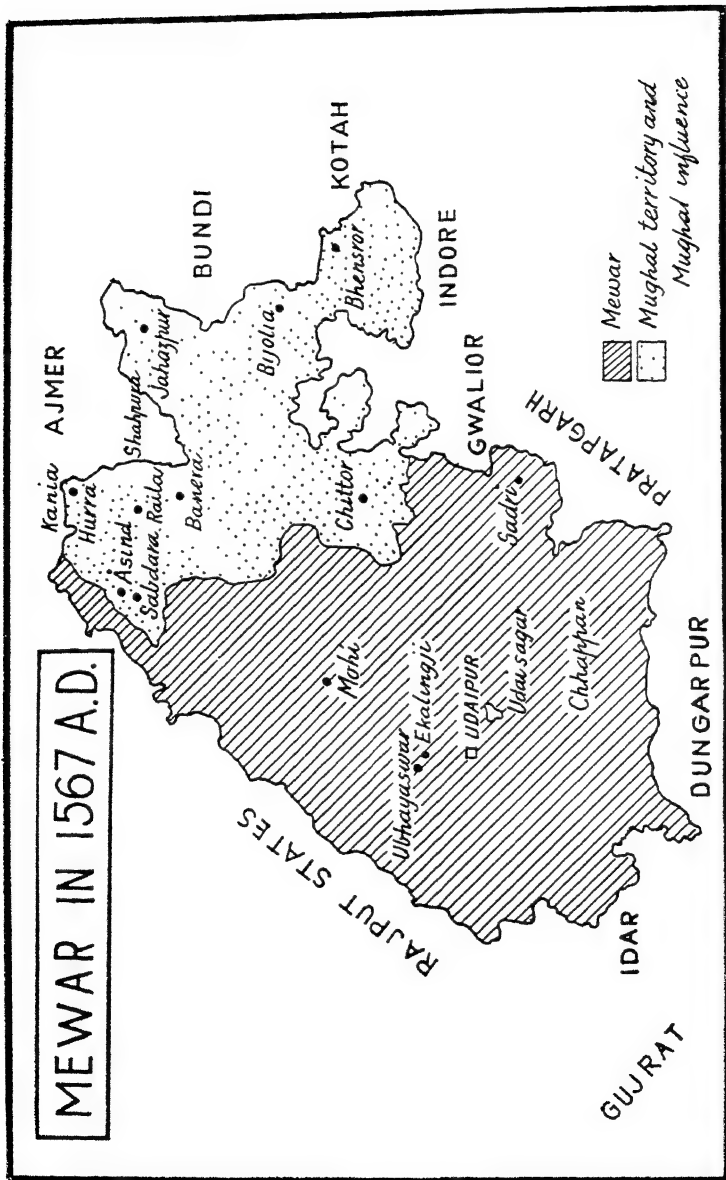 MEWAR IN 1567 A.D.
Kania
AJMER
Hurra
Shahpura
Asind
Jahazpur
Sabdara
Raila
BUNDI
Banera
Bijolia
KOTAH
Bhensror
Chittor
INDORE
RAJPUT STATES
Mohi
GWALIOR
Ubhayaswar
Ekalingji
UDAIPUR
Udaisagar
Sadri
PRATAPGARH
Chhappan
IDAR
DUNGARPUR
GUJRAT
Mewar
Mughal territory and
Mughal influence